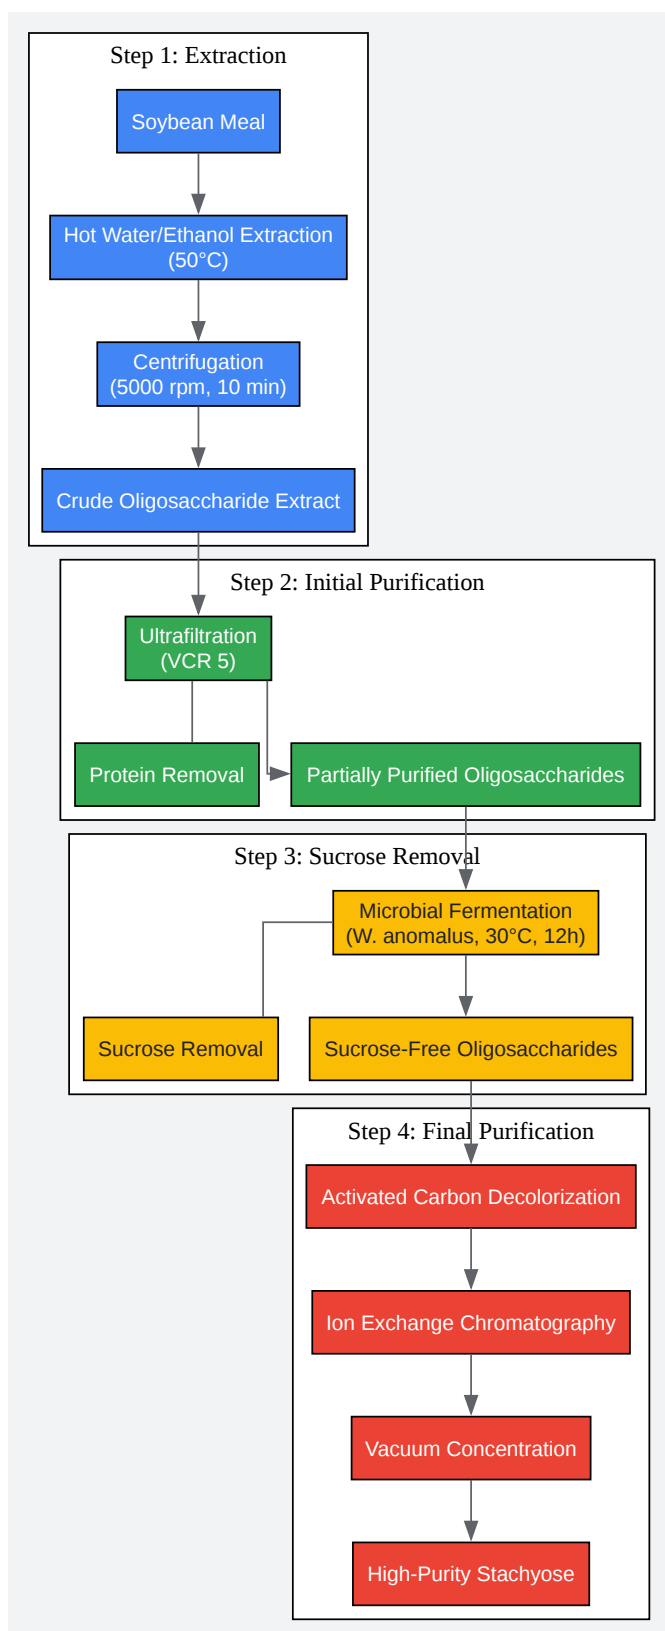 Step 1: Extraction
Soybean Meal
Hot Water/Ethanol Extraction
(50°C)
Centrifugation
(5000 rpm, 10 min)
Crude Oligosaccharide Extract
Step 2: Initial Purification
Ultrafiltration
(VCR 5)
Protein Removal
Partially Purified Oligosaccharides
Step 3: Sucrose Removal
Microbial Fermentation
(W. anomalus, 30°C, 12h)
Sucrose Removal
Sucrose-Free Oligosaccharides
Step 4: Final Purification
Activated Carbon Decolorization
Ion Exchange Chromatography
Vacuum Concentration
High-Purity Stachyose